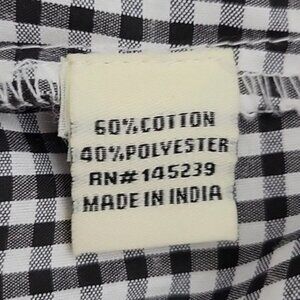 60%COTTON
40%POLYESTER
RN#145239
MADE IN INDIA